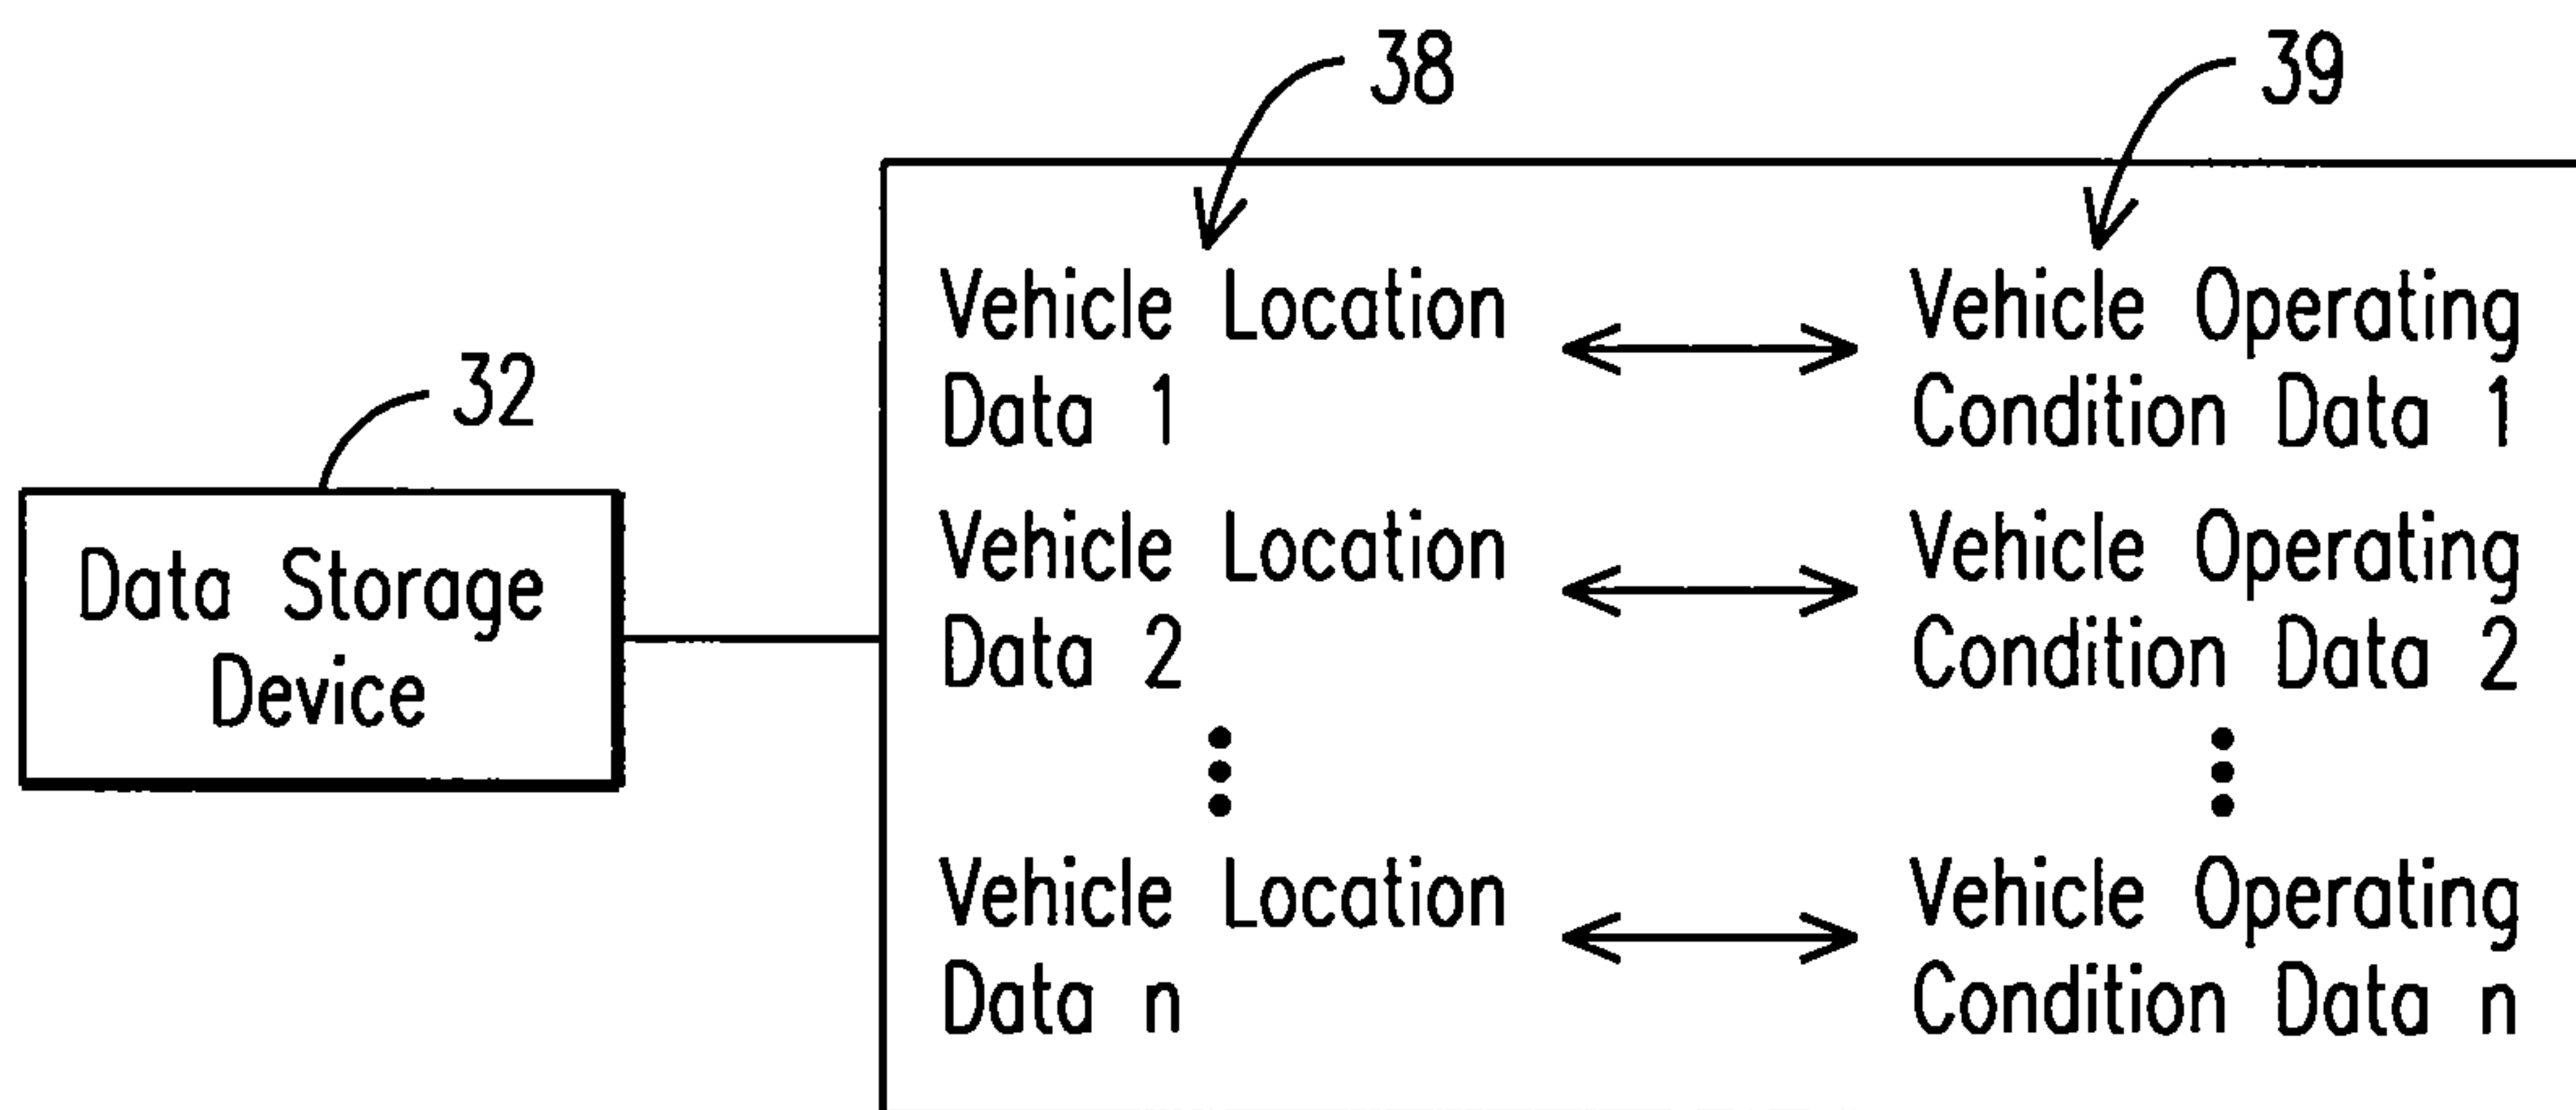 38
39
32
Data Storage
Device
Vehicle Location
Data 1
Vehicle Operating
Condition Data 1
Vehicle Location
Data 2
Vehicle Operating
Condition Data 2
Vehicle Location
Data n
Vehicle Operating
Condition Data n